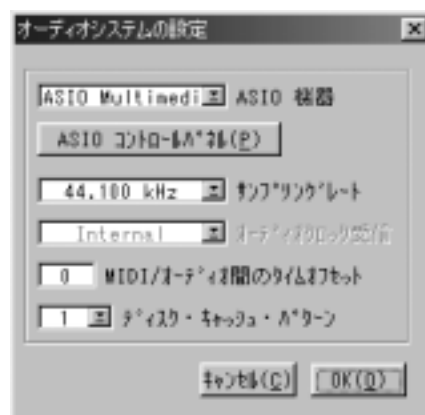 オーディオシステムの設定
ASIO Multimedi ASIO 機器
ASIO コントロールパネル(P)
44.100 kHz サンプリングレート
Internal オーディオクロック
0 MIDI/オーディオ間のタイムオフセット
1 ディスク・キャッシュ・パターン
キャンセル(C) OK(O)